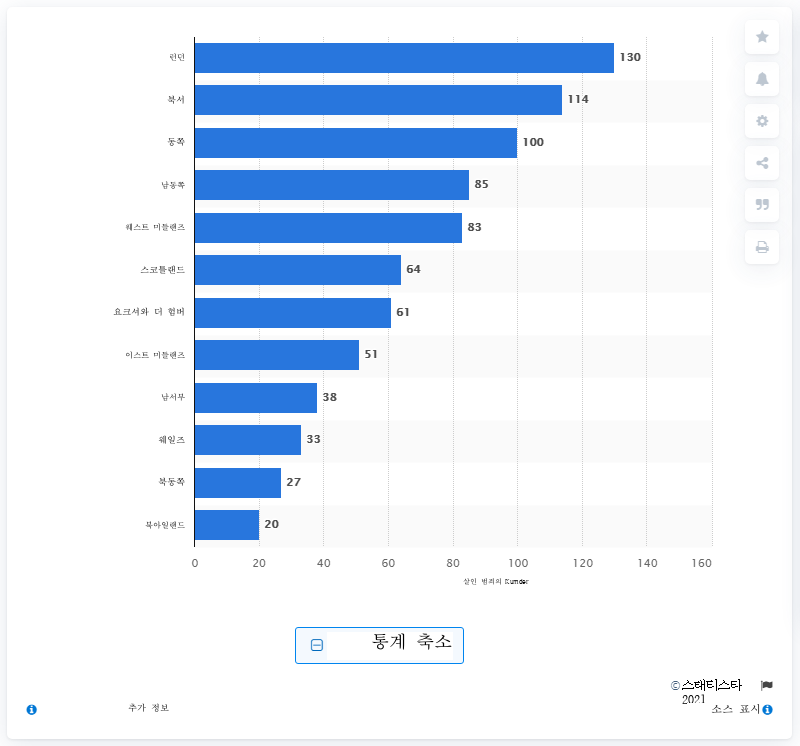 런던 130
북서 114
동쪽 100
남동쪽 85
웨스트 미들랜즈 83
스코틀랜드 64
요크셔와 더 험버 61
이스트 미들랜즈 51
남서부 38
웨일즈 33
북동쪽 27
북아일랜드 20
0 20 40 60 80 100 120 140 160
살인 범죄의 Kumder
통계 축소
© 스태티스타
2021
추가 정보
소스 표시